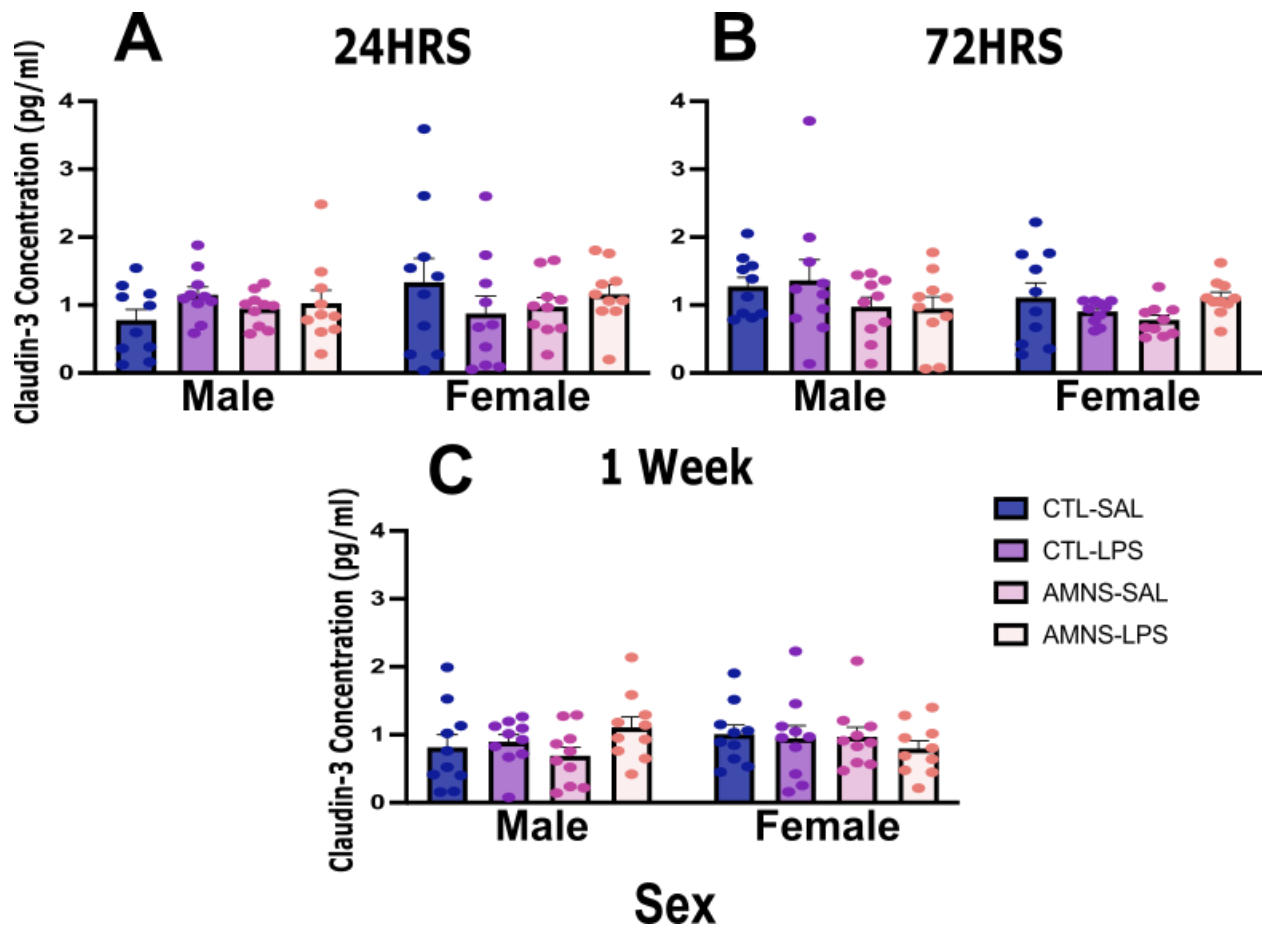 A 24HRS
B 72HRS
Claudin-3 Concentration (pg/ml)
4
3
2
1
0
Male Female
4
3
2
1
0
Male Female
C 1 Week
Claudin-3 Concentration (pg/ml)
4
3
2
1
0
Male Female
CTL-SAL
CTL-LPS
AMNS-SAL
AMNS-LPS
Sex